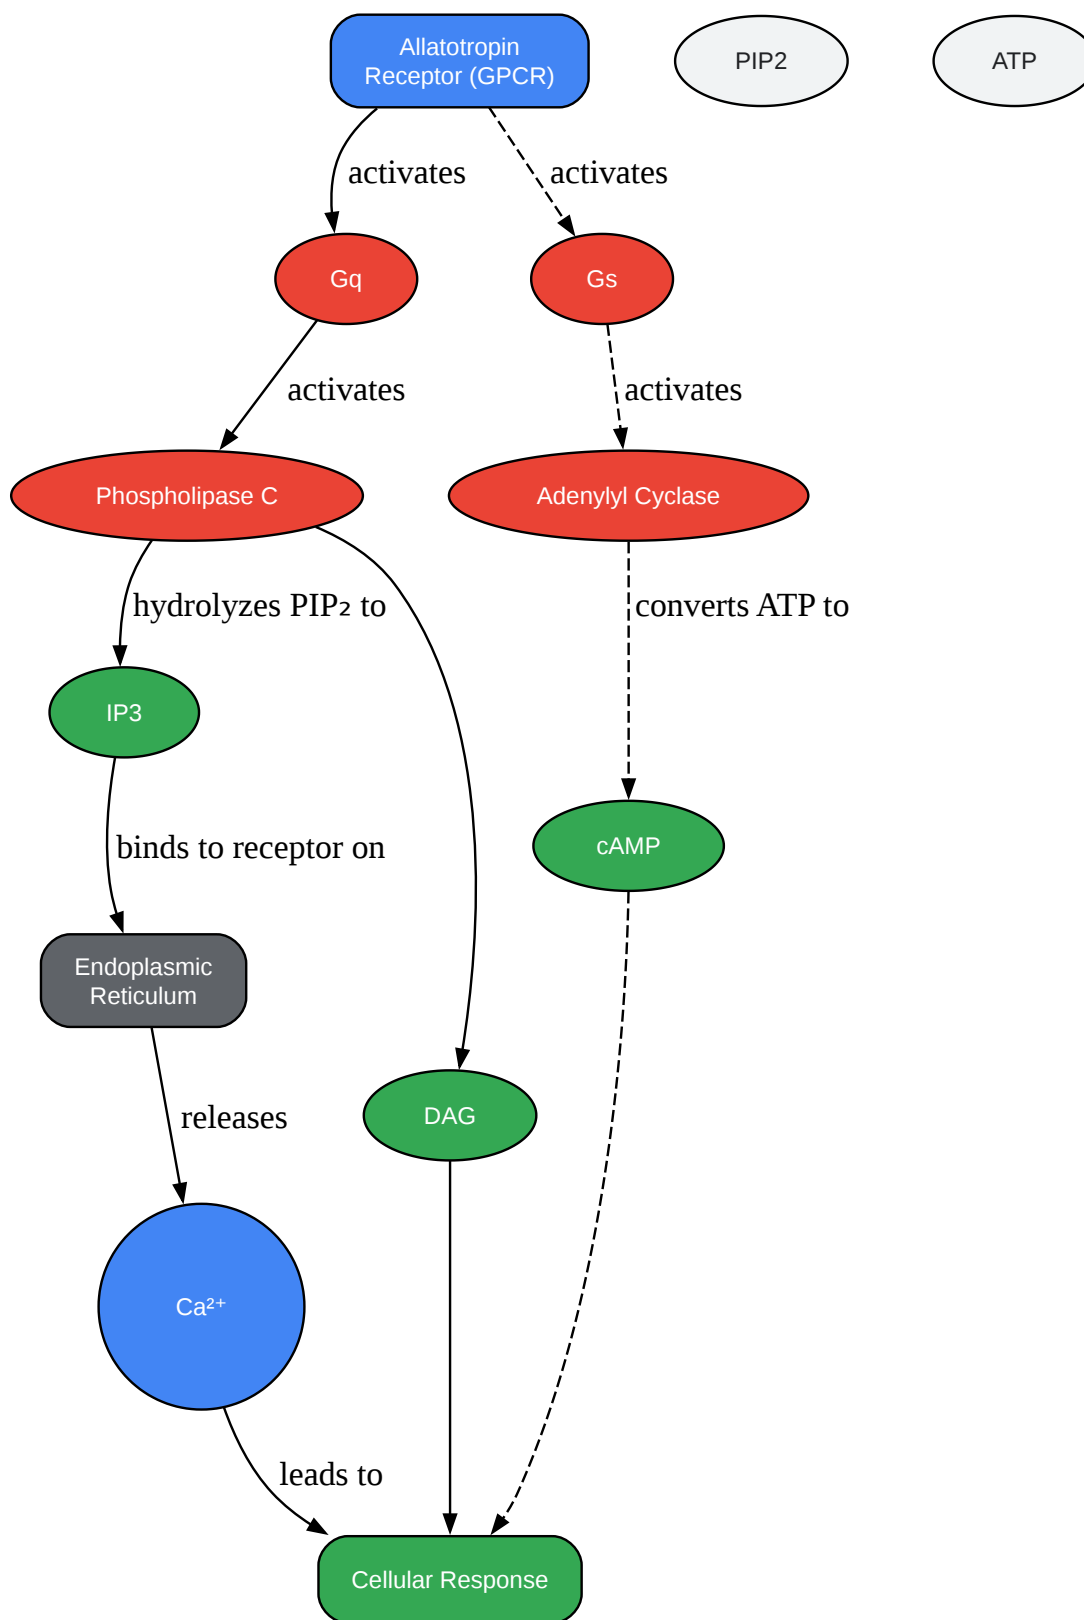 Allatotropin
Receptor (GPCR)
PIP2
ATP
activates
activates
Gq
Gs
activates
activates
Phospholipase C
Adenylyl Cyclase
hydrolyzes PIP₂ to
converts ATP to
IP3
binds to receptor on
cAMP
Endoplasmic
Reticulum
releases
DAG
Ca²⁺
leads to
Cellular Response